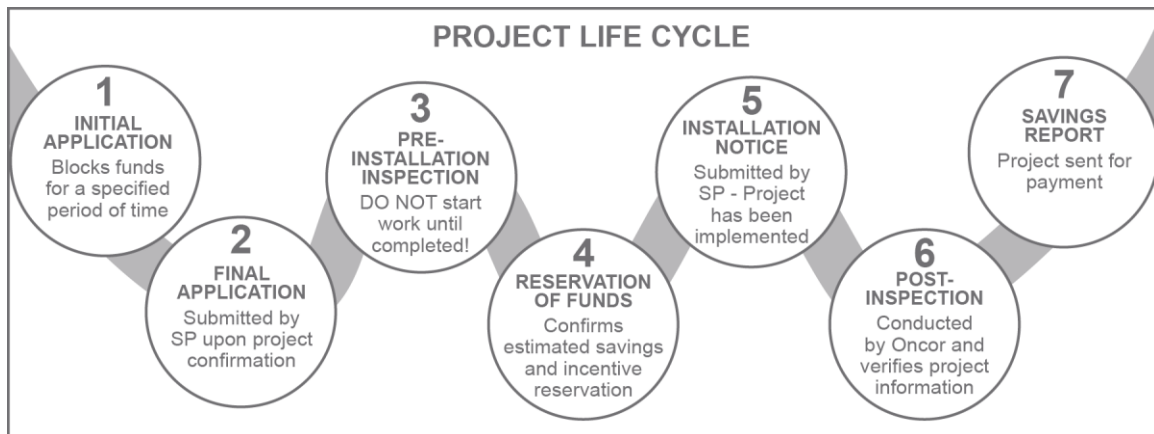 PROJECT LIFE CYCLE
1
INITIAL
APPLICATION
Blocks funds
for a specified
period of time
2
FINAL
APPLICATION
Submitted by
SP upon project
confirmation
3
PRE-
INSTALLATION
INSPECTION
DO NOT start
work until
completed!
4
RESERVATION
OF FUNDS
Confirms
estimated savings
and incentive
reservation
5
INSTALLATION
NOTICE
Submitted by
SP - Project
has been
implemented
6
POST-
INSPECTION
Conducted
by Oncor and
verifies project
information
7
SAVINGS
REPORT
Project sent for
payment